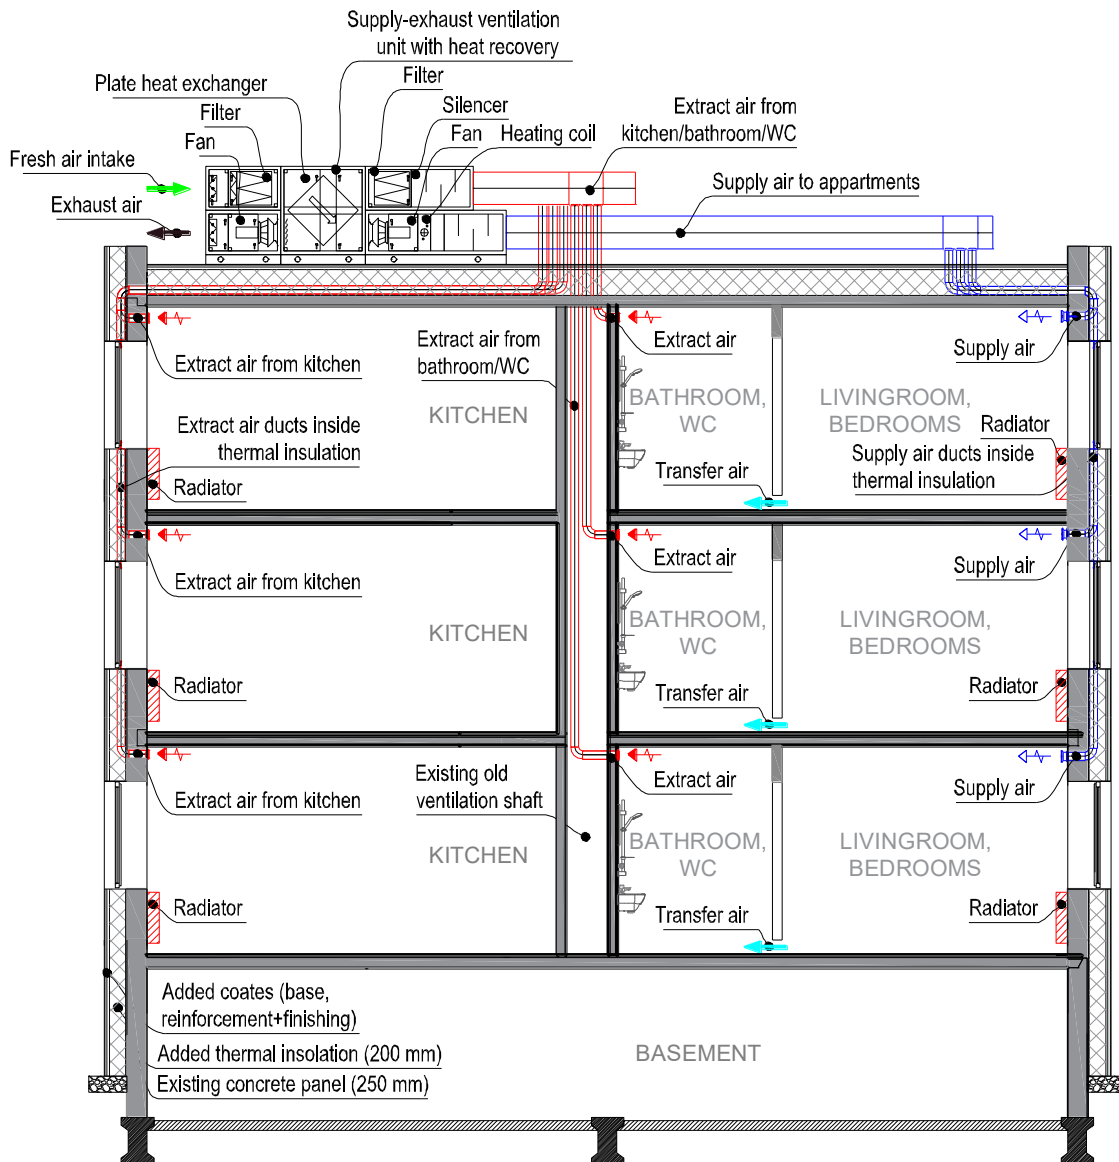 Supply-exhaust ventilation
unit with heat recovery
Plate heat exchanger
Filter
Filter
Silencer
Extract air from
kitchen/bathroom/WC
Fan
Fan
Heating coil
Fresh air intake
Supply air to appartments
Exhaust air
Extract air from kitchen
Extract air from
bathroom/WC
Extract air
Supply air
KITCHEN
BATHROOM,
WC
LIVINGROOM,
BEDROOMS
Extract air ducts inside
thermal insulation
Radiator
Radiator
Supply air ducts inside
thermal insulation
Transfer air
Extract air from kitchen
Extract air
Supply air
KITCHEN
BATHROOM,
WC
LIVINGROOM,
BEDROOMS
Radiator
Transfer air
Radiator
Extract air from kitchen
Existing old
ventilation shaft
Extract air
Supply air
KITCHEN
BATHROOM,
WC
LIVINGROOM,
BEDROOMS
Radiator
Transfer air
Radiator
Added coates (base,
reinforcement+finishing)
Added thermal insolation (200 mm)
Existing concrete panel (250 mm)
BASEMENT